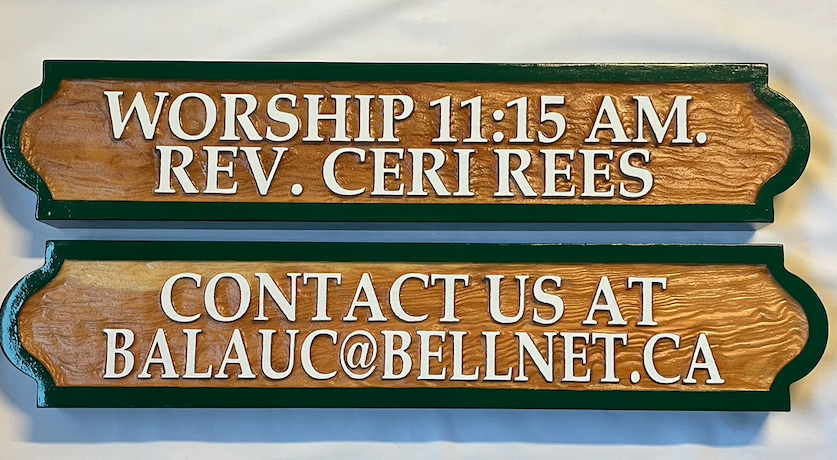 WORSHIP 11:15 AM.
REV. CERI REES
CONTACT US AT
BALAUC@BELLNET.CA